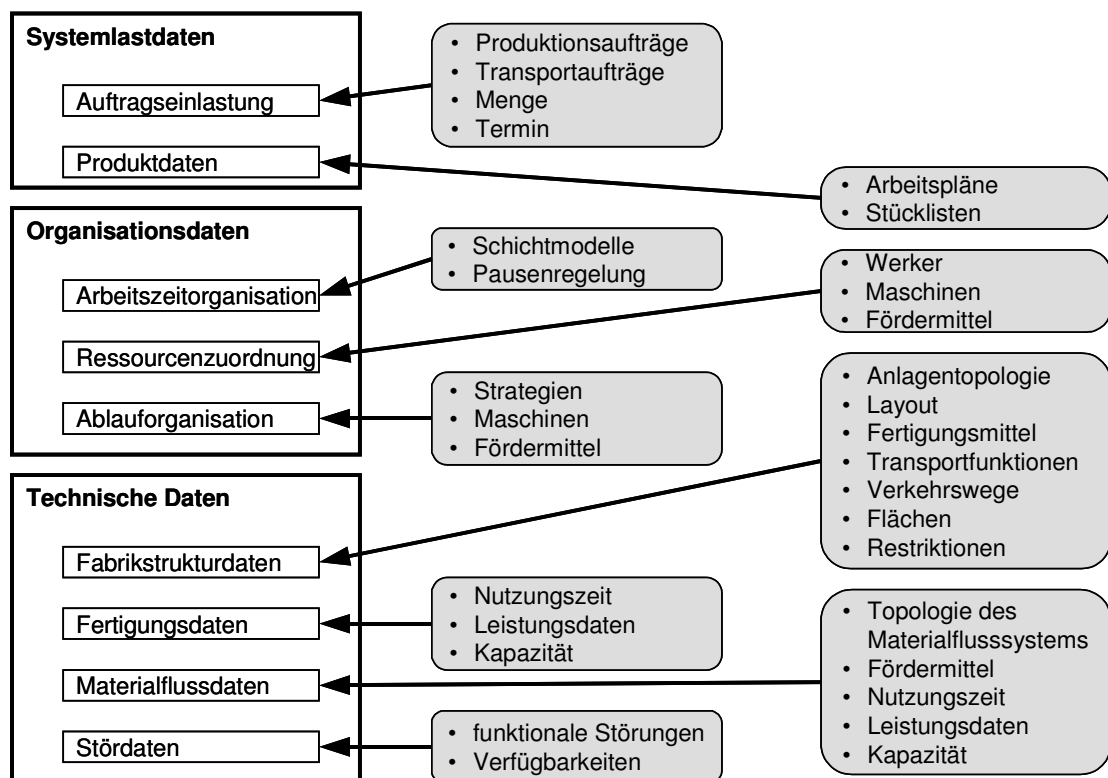 Systemlastdaten
Auftragseinlastung
Produktdaten
• Produktionsaufträge
• Transportaufträge
• Menge
• Termin
• Arbeitspläne
• Stücklisten
Organisationsdaten
Arbeitszeitorganisation
Ressourcenzuordnung
Ablauforganisation
• Schichtmodelle
• Pausenregelung
• Werker
• Maschinen
• Fördermittel
• Strategien
• Maschinen
• Fördermittel
Technische Daten
Fabrikstrukturdaten
Fertigungsdaten
Materialflussdaten
Stördaten
• Anlagentopologie
• Layout
• Fertigungsmittel
• Transportfunktionen
• Verkehrswege
• Flächen
• Restriktionen
• Nutzungszeit
• Leistungsdaten
• Kapazität
• Topologie des
Materialflusssystems
• Fördermittel
• Nutzungszeit
• Leistungsdaten
• Kapazität
• funktionale Störungen
• Verfügbarkeiten